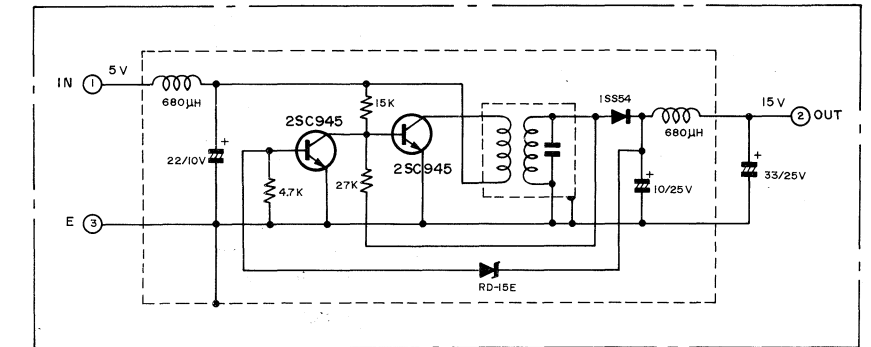 IN 1 5V
680μH
22/10V
+
2SC945
15K
2SC945
4.7K
27K
1SS54
680μH
15V
2 OUT
10/25V
+
33/25V
+
E 3
RD-15E